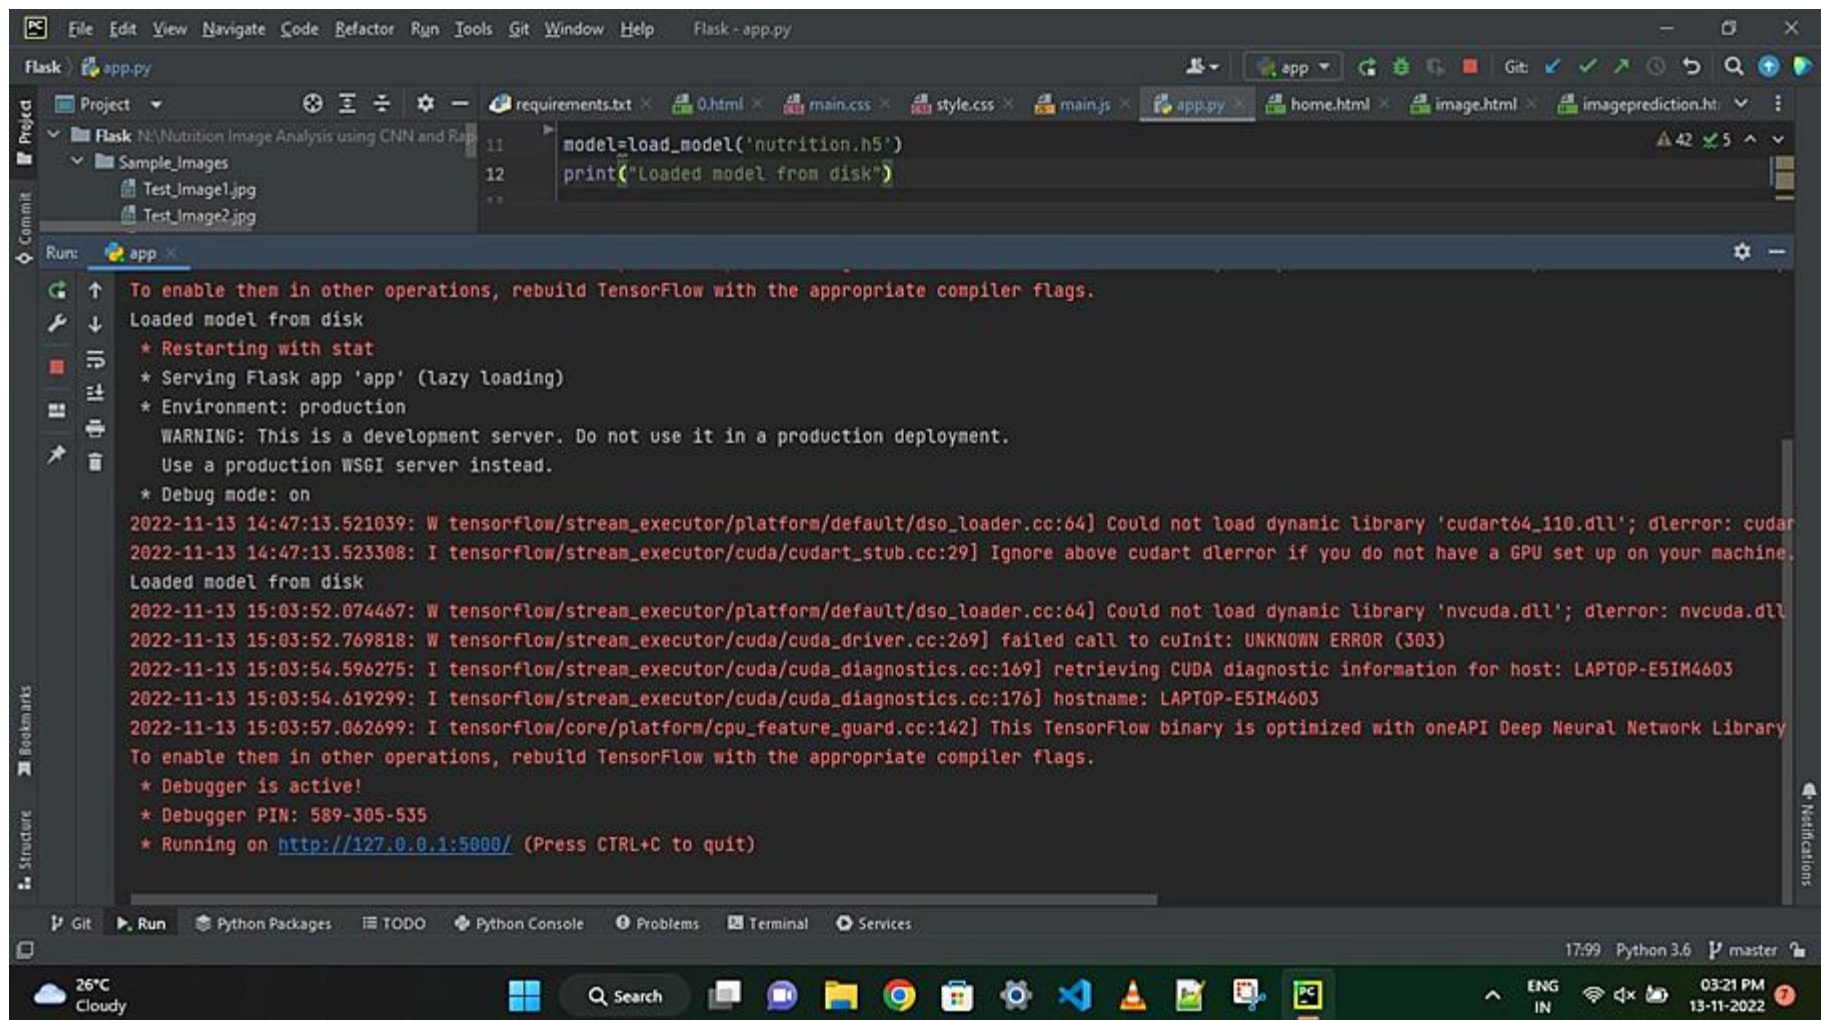 File Edit View Navigate Code Refactor Run Tools Git Window Help Flask - app.py
Flask app.py app Git:
Project requirements.txt 0.html main.css style.css main.js app.py home.html image.html imageprediction.ht
Flask N:\Nutrition Image Analysis using CNN and Rap
Sample_Images
Test_Image1.jpg
Test_Image2.jpg
11 model=load_model('nutrition.h5')
12 print("Loaded model from disk")
42 5
Project
Commit
Bookmarks
Structure
Notifications
Run: app
To enable them in other operations, rebuild TensorFlow with the appropriate compiler flags.
Loaded model from disk
* Restarting with stat
* Serving Flask app 'app' (lazy loading)
* Environment: production
WARNING: This is a development server. Do not use it in a production deployment.
Use a production WSGI server instead.
* Debug mode: on
2022-11-13 14:47:13.521039: W tensorflow/stream_executor/platform/default/dso_loader.cc:64] Could not load dynamic library 'cudart64_110.dll'; dlerror: cudar
2022-11-13 14:47:13.523308: I tensorflow/stream_executor/cuda/cudart_stub.cc:29] Ignore above cudart dlerror if you do not have a GPU set up on your machine.
Loaded model from disk
2022-11-13 15:03:52.074467: W tensorflow/stream_executor/platform/default/dso_loader.cc:64] Could not load dynamic library 'nvcuda.dll'; dlerror: nvcuda.dll
2022-11-13 15:03:52.769818: W tensorflow/stream_executor/cuda/cuda_driver.cc:269] failed call to cuInit: UNKNOWN ERROR (303)
2022-11-13 15:03:54.596275: I tensorflow/stream_executor/cuda/cuda_diagnostics.cc:169] retrieving CUDA diagnostic information for host: LAPTOP-E5IM46O3
2022-11-13 15:03:54.619299: I tensorflow/stream_executor/cuda/cuda_diagnostics.cc:176] hostname: LAPTOP-E5IM46O3
2022-11-13 15:03:57.062699: I tensorflow/core/platform/cpu_feature_guard.cc:142] This TensorFlow binary is optimized with oneAPI Deep Neural Network Library
To enable them in other operations, rebuild TensorFlow with the appropriate compiler flags.
* Debugger is active!
* Debugger PIN: 589-305-535
* Running on http://127.0.0.1:5000/ (Press CTRL+C to quit)
Git Run Python Packages TODO Python Console Problems Terminal Services
17:99 Python 3.6 master
26°C
Cloudy
Search
ENG
IN
03:21 PM
13-11-2022
7